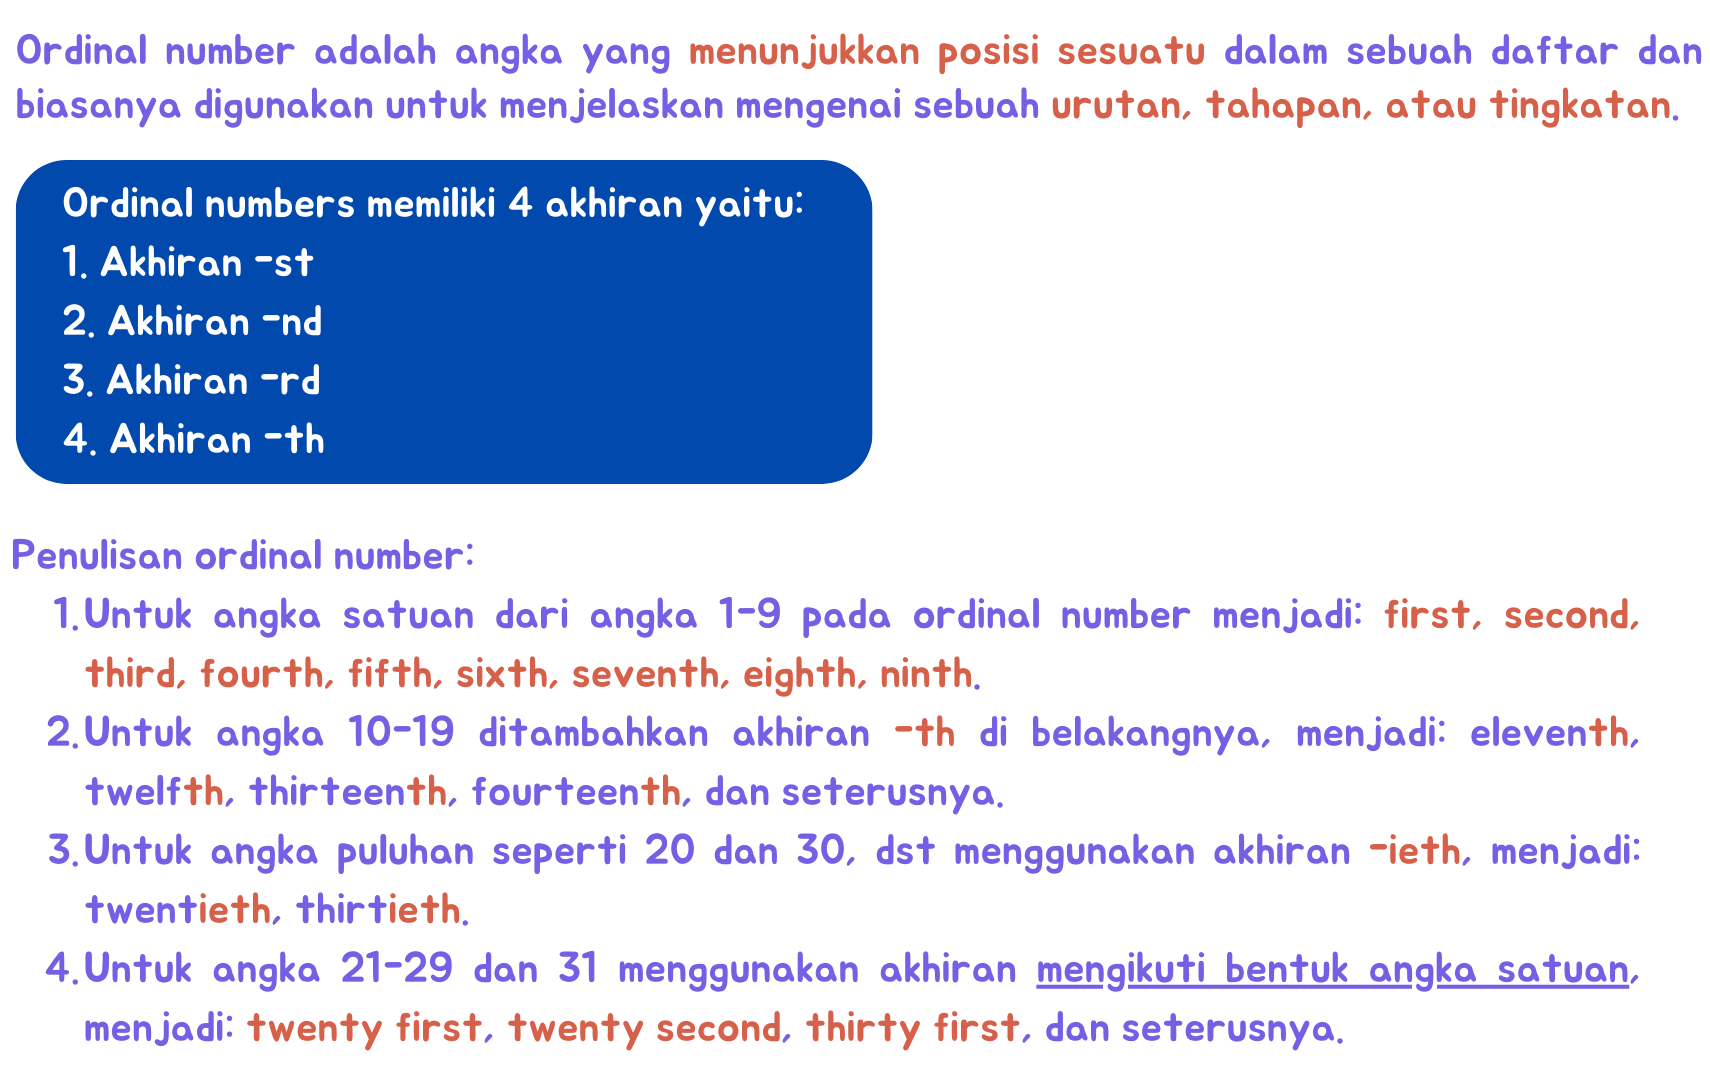 Ordinal number adalah angka yang menunjukkan posisi sesuatu dalam sebuah daftar dan
biasanya digunakan untuk menjelaskan mengenai sebuah urutan, tahapan, atau tingkatan.
Ordinal numbers memiliki 4 akhiran yaitu:
1. Akhiran -st
2. Akhiran -nd
3. Akhiran -rd
4. Akhiran -th
Penulisan ordinal number:
1. Untuk angka satuan dari angka 1-9 pada ordinal number menjadi: first, second,
third, fourth, fifth, sixth, seventh, eighth, ninth.
2. Untuk angka 10-19 ditambahkan akhiran -th di belakangnya, menjadi: eleventh,
twelfth, thirteenth, fourteenth, dan seterusnya.
3. Untuk angka puluhan seperti 20 dan 30, dst menggunakan akhiran -ieth, menjadi:
twentieth, thirtieth.
4. Untuk angka 21-29 dan 31 menggunakan akhiran mengikuti bentuk angka satuan,
menjadi: twenty first, twenty second, thirty first, dan seterusnya.